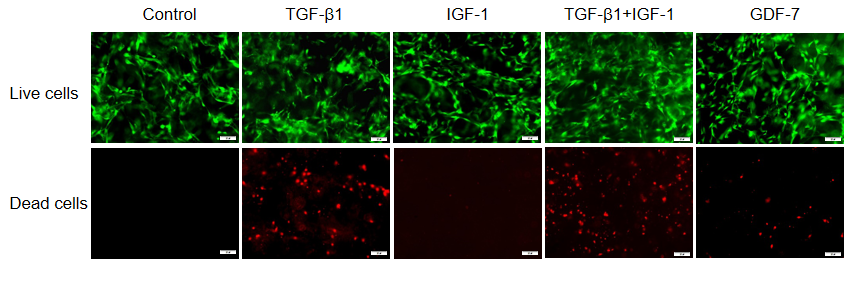 Control TGF-β1 IGF-1 TGF-β1+IGF-1 GDF-7
Live cells
Dead cells